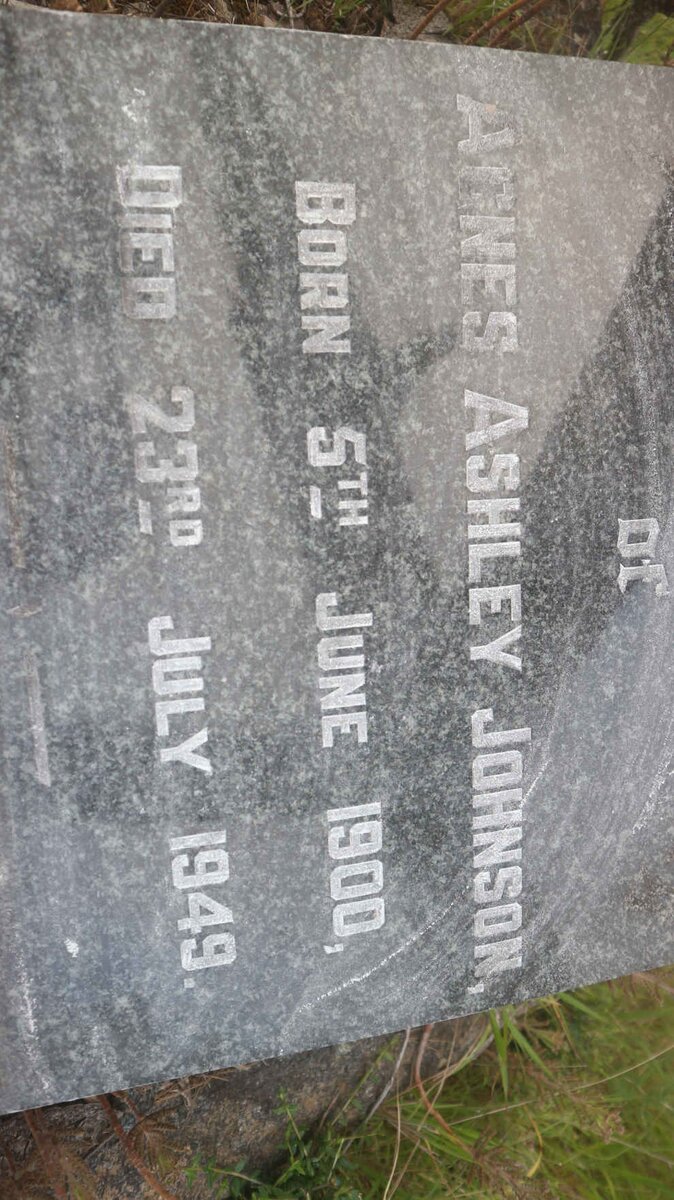 OF
AGNES ASHLEY JOHNSON,
BORN 5TH JUNE 1900,
DIED 23RD JULY 1949.